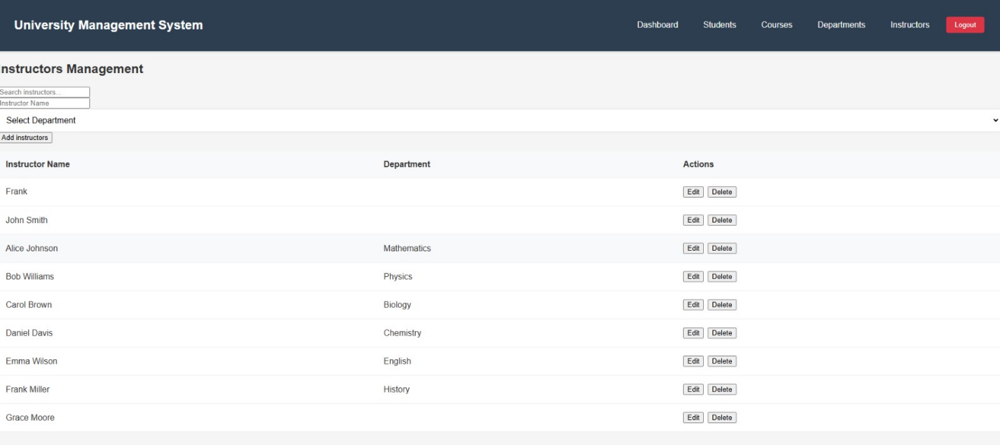 University Management System Dashboard Students Courses Departments Instructors Logout
Instructors Management
Search instructors...
Instructor Name
Select Department
Add instructors
Instructor Name Department Actions
Frank Edit Delete
John Smith Edit Delete
Alice Johnson Mathematics Edit Delete
Bob Williams Physics Edit Delete
Carol Brown Biology Edit Delete
Daniel Davis Chemistry Edit Delete
Emma Wilson English Edit Delete
Frank Miller History Edit Delete
Grace Moore Edit Delete